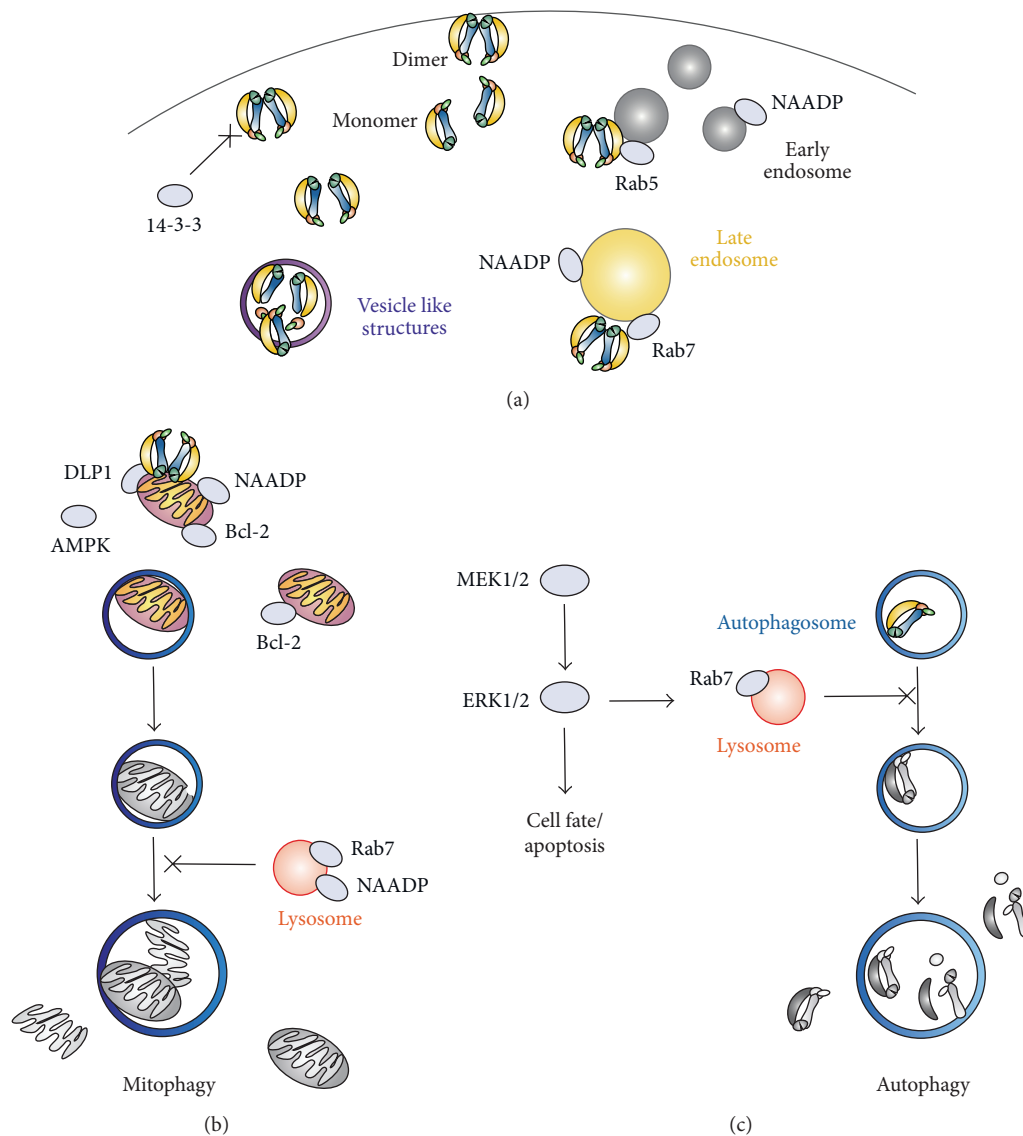 Dimer
Monomer
NAADP
Early
endosome
Rab5
14-3-3
Late
endosome
NAADP
Vesicle like
structures
Rab7
(a)
DLP1
NAADP
Bcl-2
AMPK
Bcl-2
MEK1/2
Autophagosome
Rab7
ERK1/2
Lysosome
Cell fate/
apoptosis
Rab7
NAADP
Lysosome
Mitophagy
Autophagy
(b)
(c)